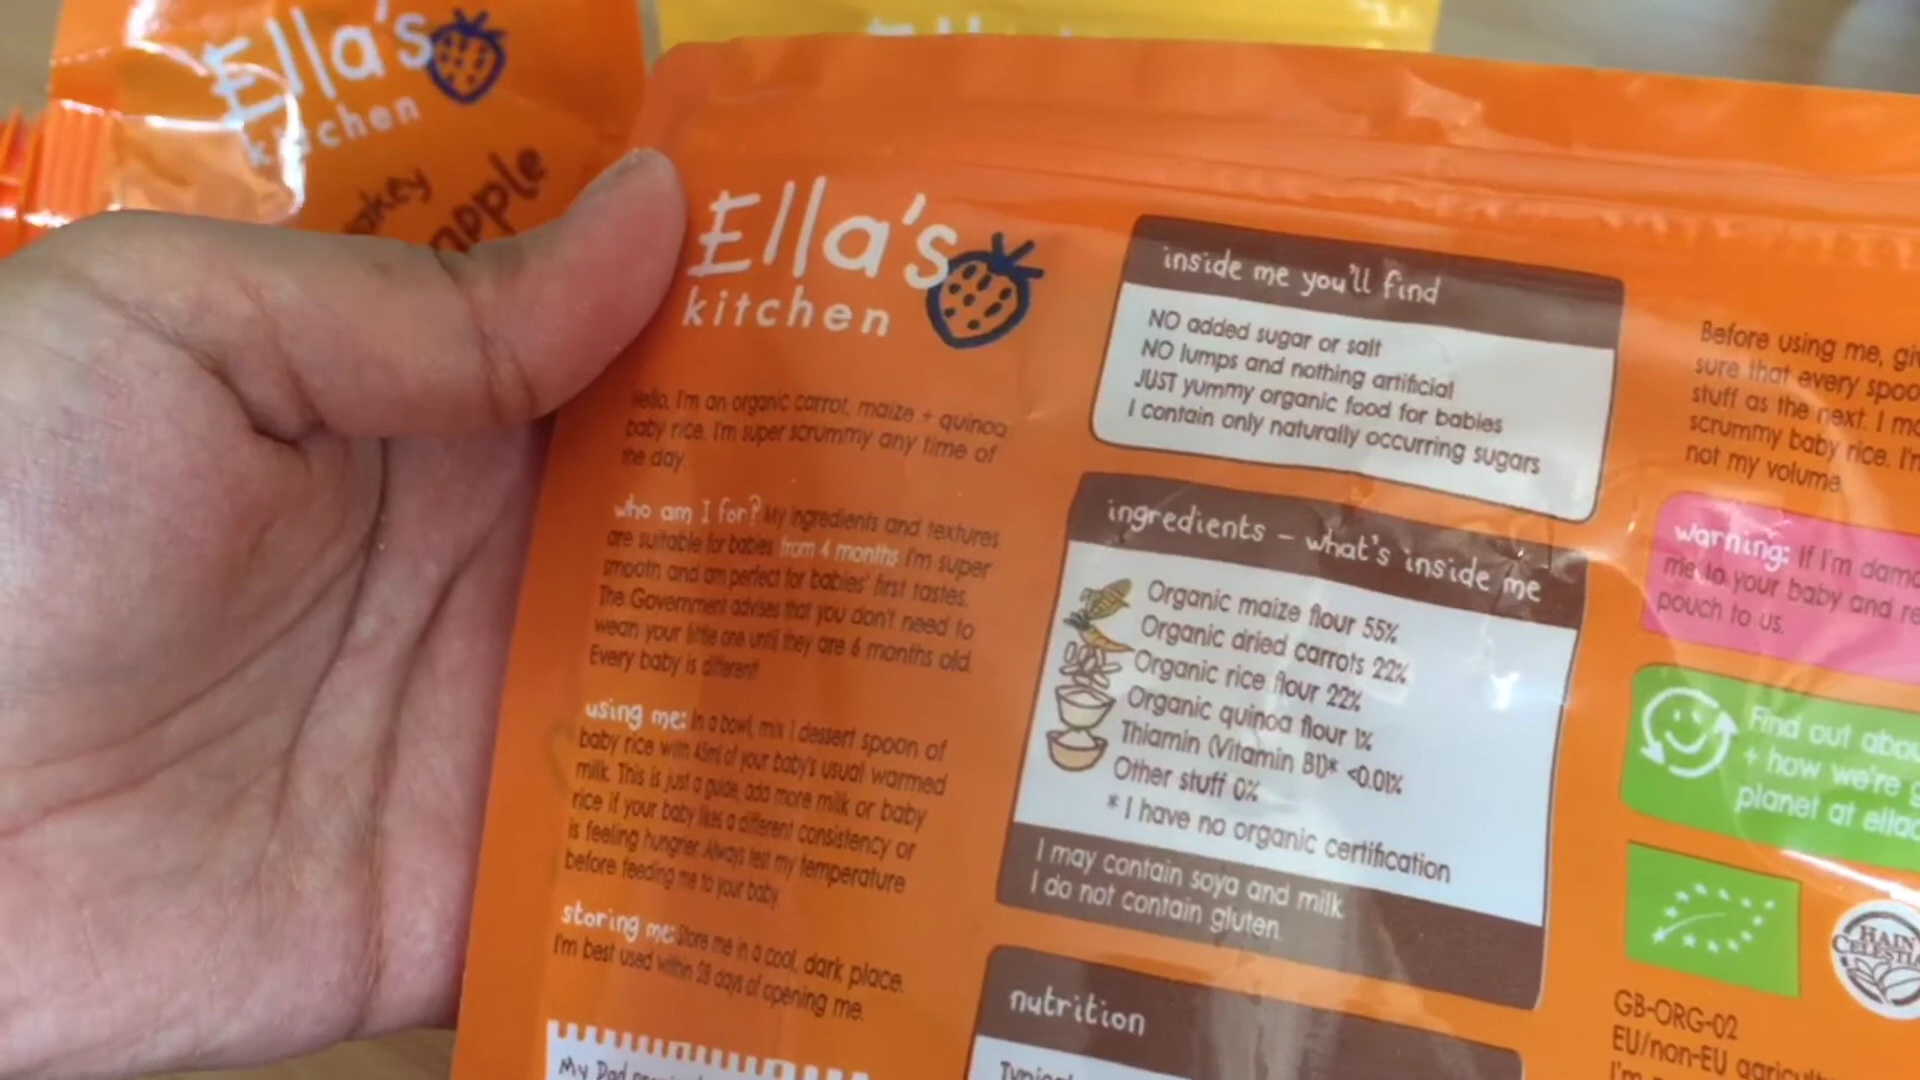 Ella's
kitchen
apple
Ella's
kitchen
Hello, I'm an organic carrot, maize + quinoa
baby rice. I'm super scrummy any time of
the day
who am I for? My ingredients and textures
are suitable for babies from 4 months. I'm super
smooth and am perfect for babies' first tastes.
The Government advises that you don't need to
wean your little one until they are 6 months old.
Every baby is different!
using me: In a bowl, mix 1 dessert spoon of
baby rice with 45ml of your baby's usual warmed
milk. This is just a guide, add more milk or baby
rice if your baby likes a different consistency or
is feeling hungrier. Always test my temperature
before feeding me to your baby.
storing me: Store me in a cool, dark place.
I'm best used within 28 days of opening me.
My Dad
inside me you'll find
NO added sugar or salt
NO lumps and nothing artificial
JUST yummy organic food for babies
I contain only naturally occurring sugars
ingredients – what's inside me
Organic maize flour 55%
Organic dried carrots 22%
Organic rice flour 22%
Organic quinoa flour 1%
Thiamin (Vitamin B1)* <0.01%
Other stuff 0%
* I have no organic certification
I may contain soya and milk
I do not contain gluten.
nutrition
Before using me, giv
sure that every spoo
stuff as the next. I ma
scrummy baby rice. I'm
not my volume
warning: If I'm dama
me to your baby and re
pouch to us.
Find out abou
+ how we're g
planet at ellac
HAIN
CELESTIA
GB-ORG-02
EU/non-EU agricult
I'm